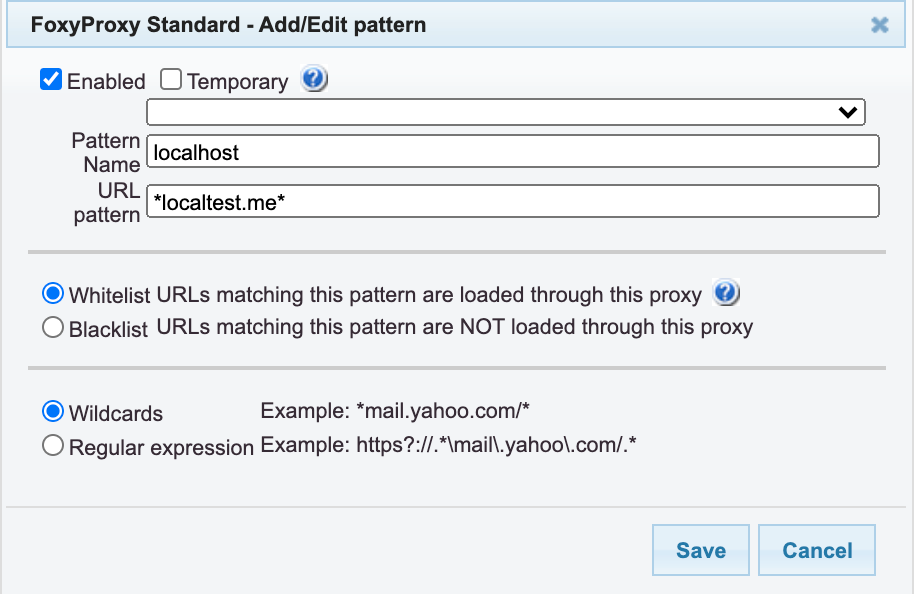 FoxyProxy Standard - Add/Edit pattern
Enabled Temporary
Pattern Name localhost
URL pattern *localtest.me*
Whitelist URLs matching this pattern are loaded through this proxy
Blacklist URLs matching this pattern are NOT loaded through this proxy
Wildcards Example: *mail.yahoo.com/*
Regular expression Example: https?://.*\mail\.yahoo\.com/.*
Save Cancel